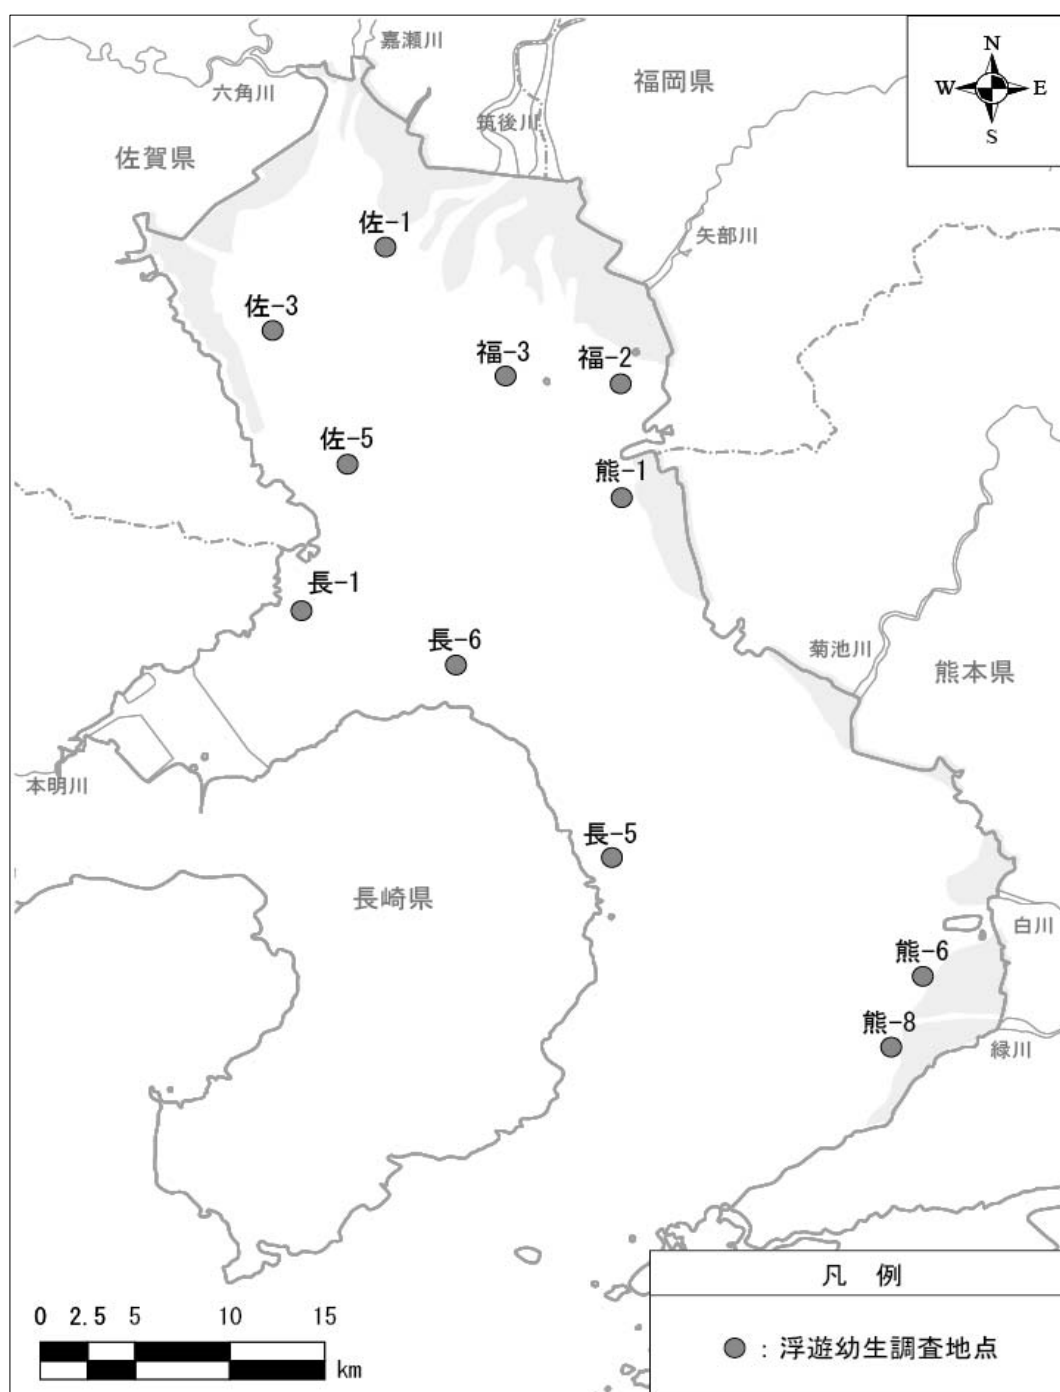 嘉瀬川
六角川
福岡県
N
W
E
S
筑後川
佐賀県
佐-1
矢部川
佐-3
福-3
福-2
佐-5
熊-1
長-1
長-6
菊池川
熊本県
本明川
長-5
長崎県
白川
熊-6
熊-8
緑川
凡 例
0 2.5 5 10 15
km
：浮遊幼生調査地点